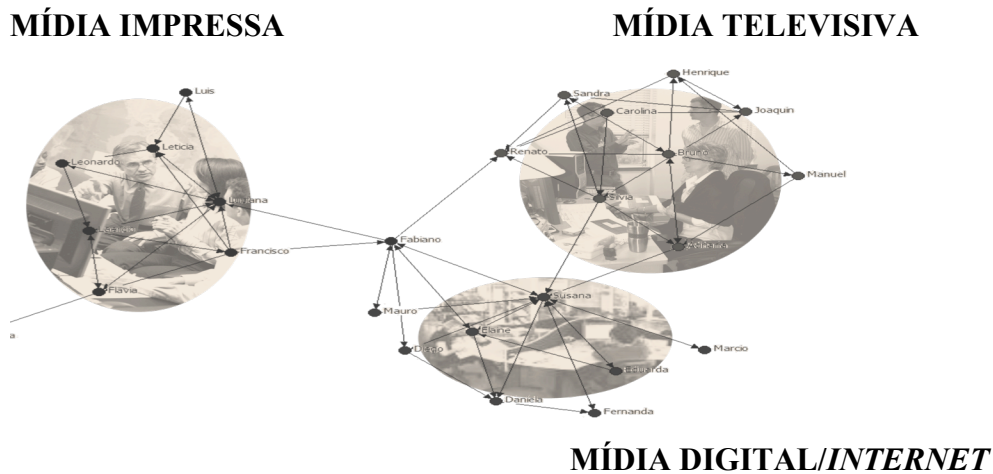 MÍDIA IMPRESSA
MÍDIA TELEVISIVA
Henrique
Luis
Sandra
Carolina
Joaquin
Leticia
Renato
Bruno
Leonardo
Manuel
Silvia
Fabiano
Francisco
Flavia
Susana
Mauro
Elaine
Diego
Marcio
Eduarda
Daniela
Fernanda
a
MÍDIA DIGITAL/INTERNET